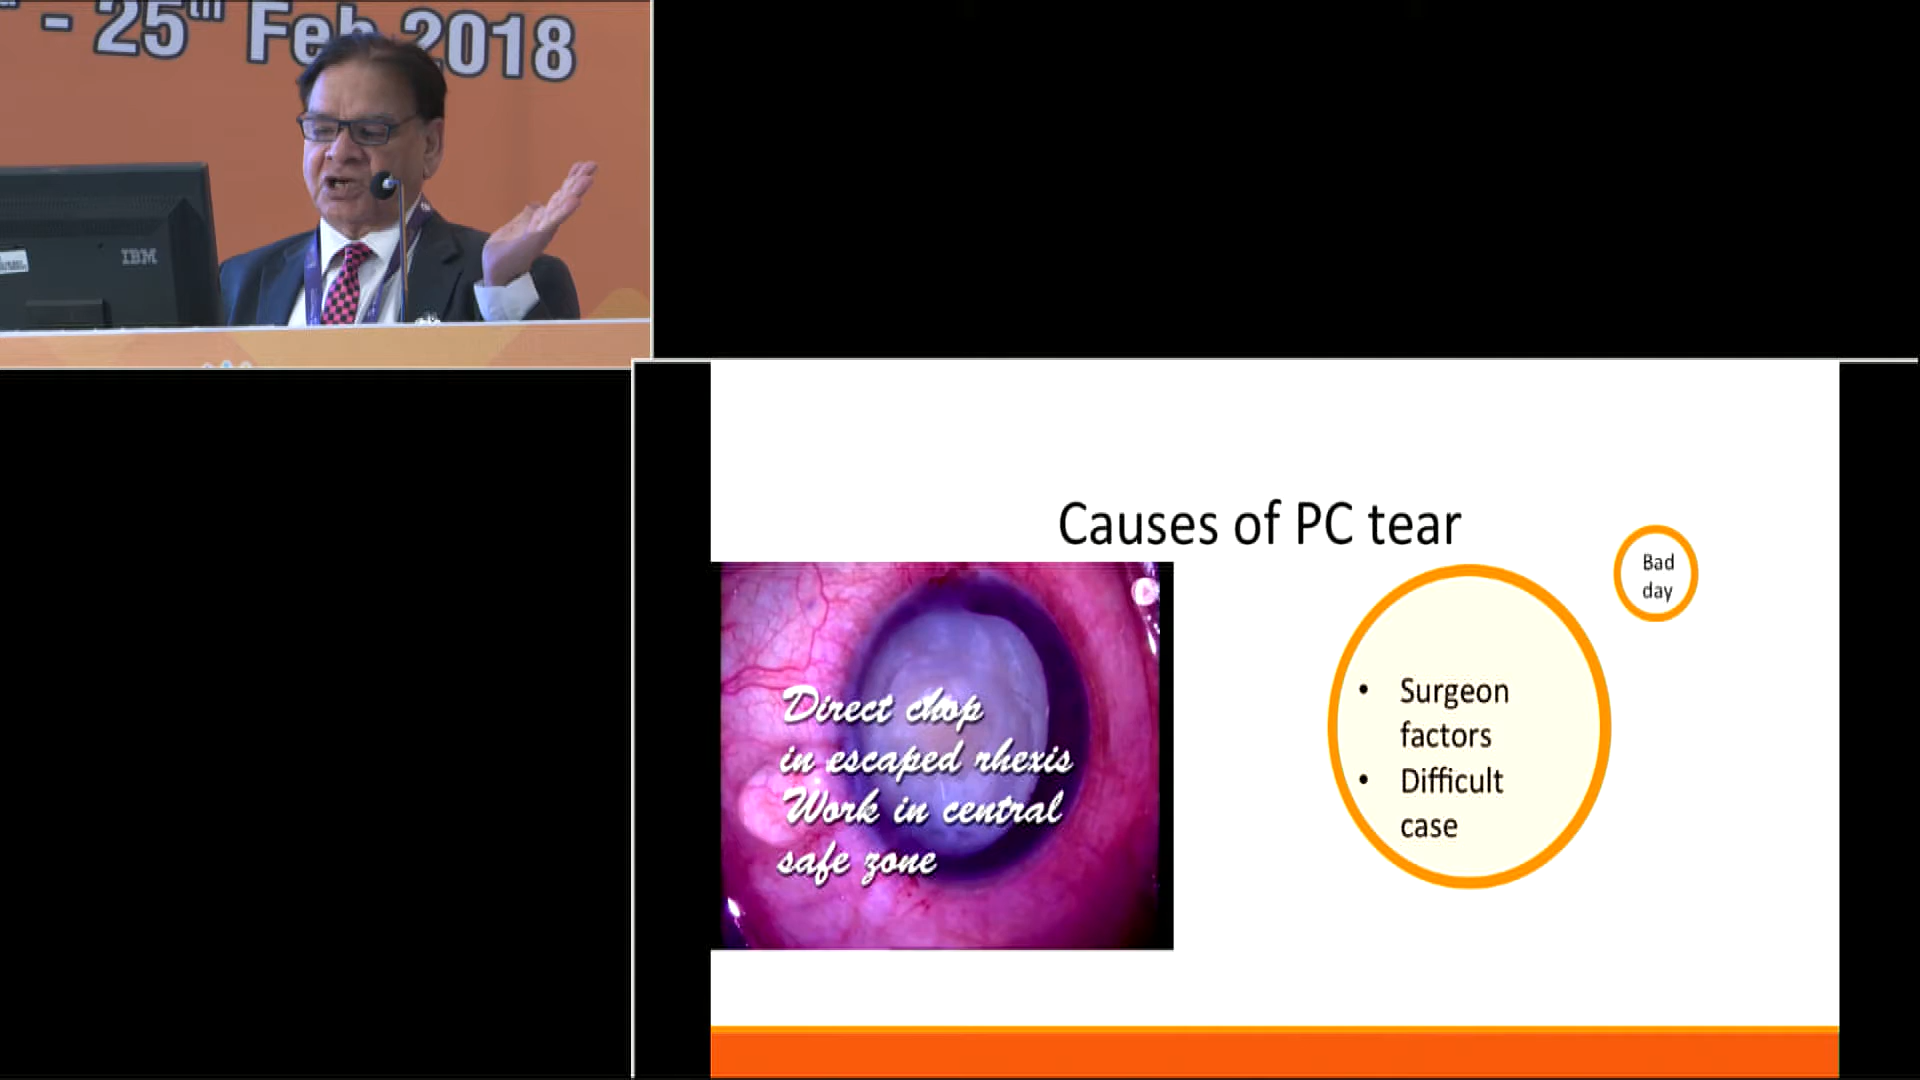 - 25th Feb 2018
IBM
Causes of PC tear
Bad
day
Direct chop
in escaped rhexis
Work in central
safe zone
• Surgeon
factors
• Difficult
case